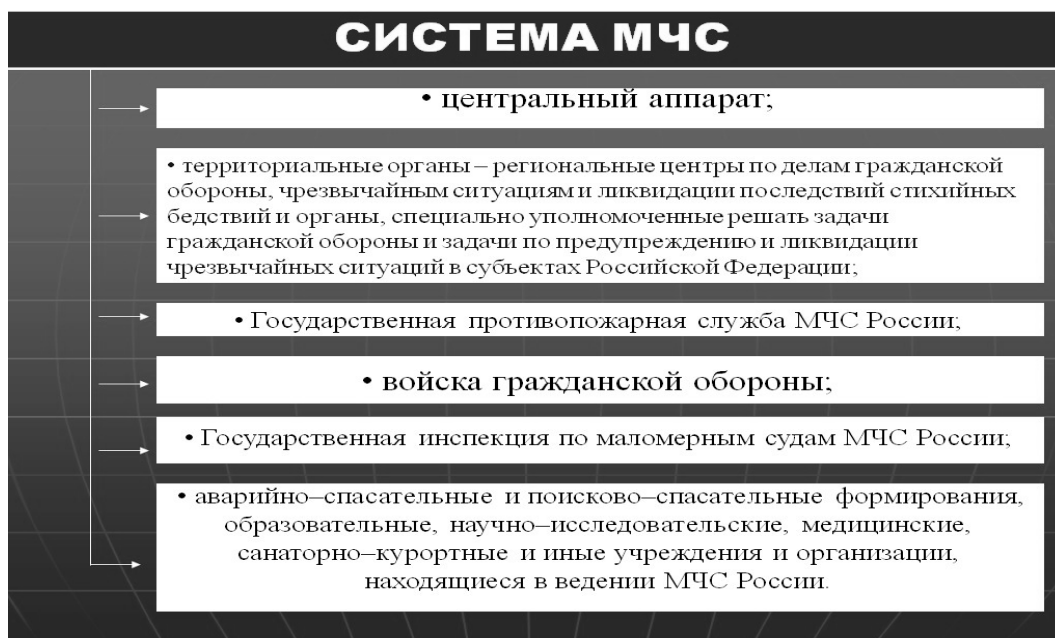 СИСТЕМА МЧС
• центральный аппарат;
• территориальные органы – региональные центры по делам гражданской
обороны, чрезвычайным ситуациям и ликвидации последствий стихийных
бедствий и органы, специально уполномоченные решать задачи
гражданской обороны и задачи по предупреждению и ликвидации
чрезвычайных ситуаций в субъектах Российской Федерации;
• Государственная противопожарная служба МЧС России;
• войска гражданской обороны;
• Государственная инспекция по маломерным судам МЧС России;
• аварийно–спасательные и поисково–спасательные формирования,
образовательные, научно–исследовательские, медицинские,
санаторно–курортные и иные учреждения и организации,
находящиеся в ведении МЧС России.